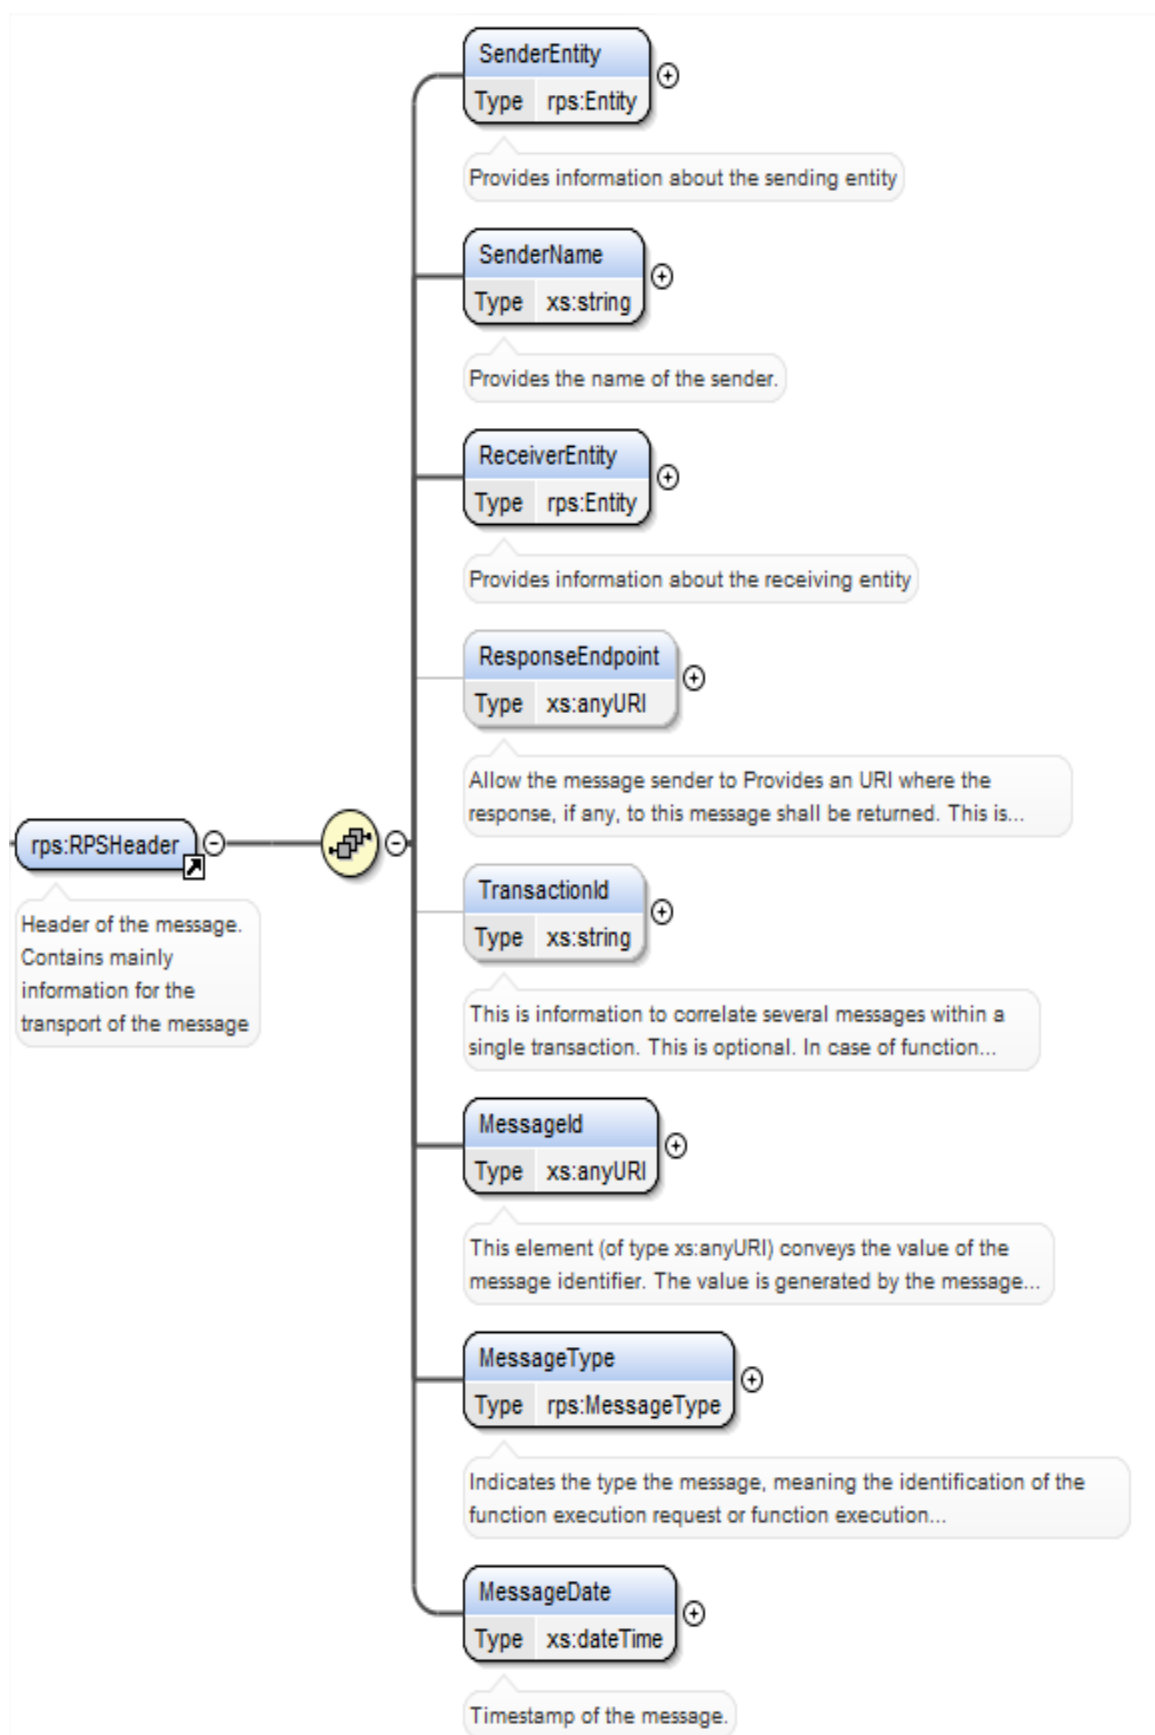 SenderEntity
Type rps:Entity
Provides information about the sending entity
SenderName
Type xs:string
Provides the name of the sender.
ReceiverEntity
Type rps:Entity
Provides information about the receiving entity
ResponseEndpoint
Type xs:anyURI
Allow the message sender to Provides an URI where the
response, if any, to this message shall be returned. This is...
rps:RPSHeader
Header of the message.
Contains mainly
information for the
transport of the message
TransactionId
Type xs:string
This is information to correlate several messages within a
single transaction. This is optional. In case of function...
MessageId
Type xs:anyURI
This element (of type xs:anyURI) conveys the value of the
message identifier. The value is generated by the message...
MessageType
Type rps:MessageType
Indicates the type the message, meaning the identification of the
function execution request or function execution...
MessageDate
Type xs:dateTime
Timestamp of the message.